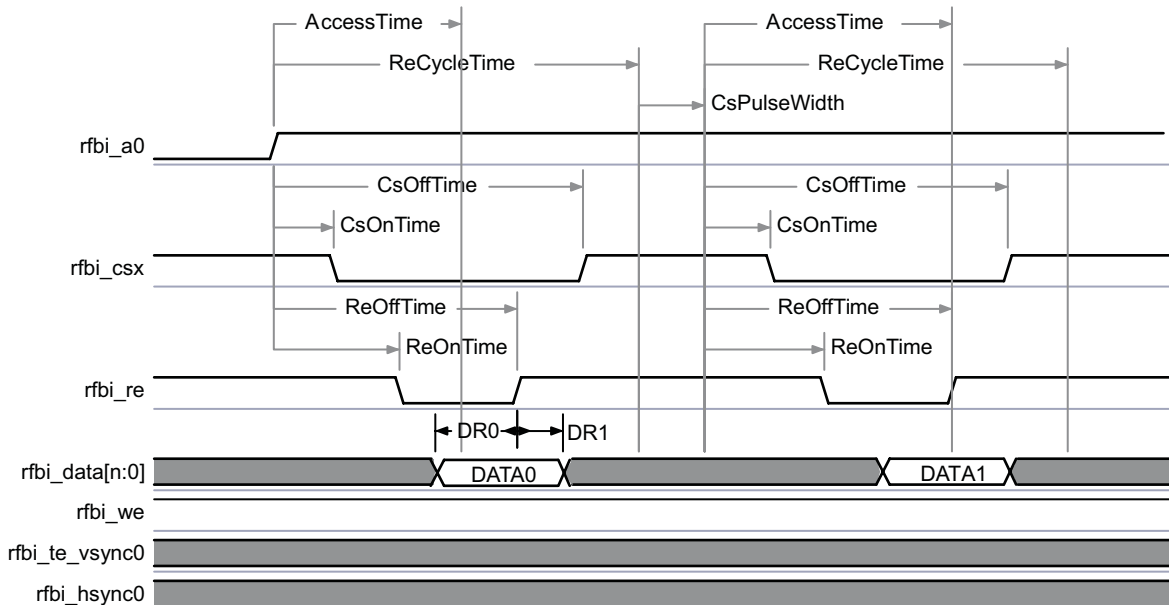 AccessTime AccessTime
ReCycleTime ReCycleTime
CsPulseWidth
rfbi_a0
CsOffTime CsOffTime
CsOnTime CsOnTime
rfbi_csx
ReOffTime ReOffTime
ReOnTime ReOnTime
rfbi_re
DR0 DR1
rfbi_data[n:0] DATA0 DATA1
rfbi_we
rfbi_te_vsync0
rfbi_hsync0